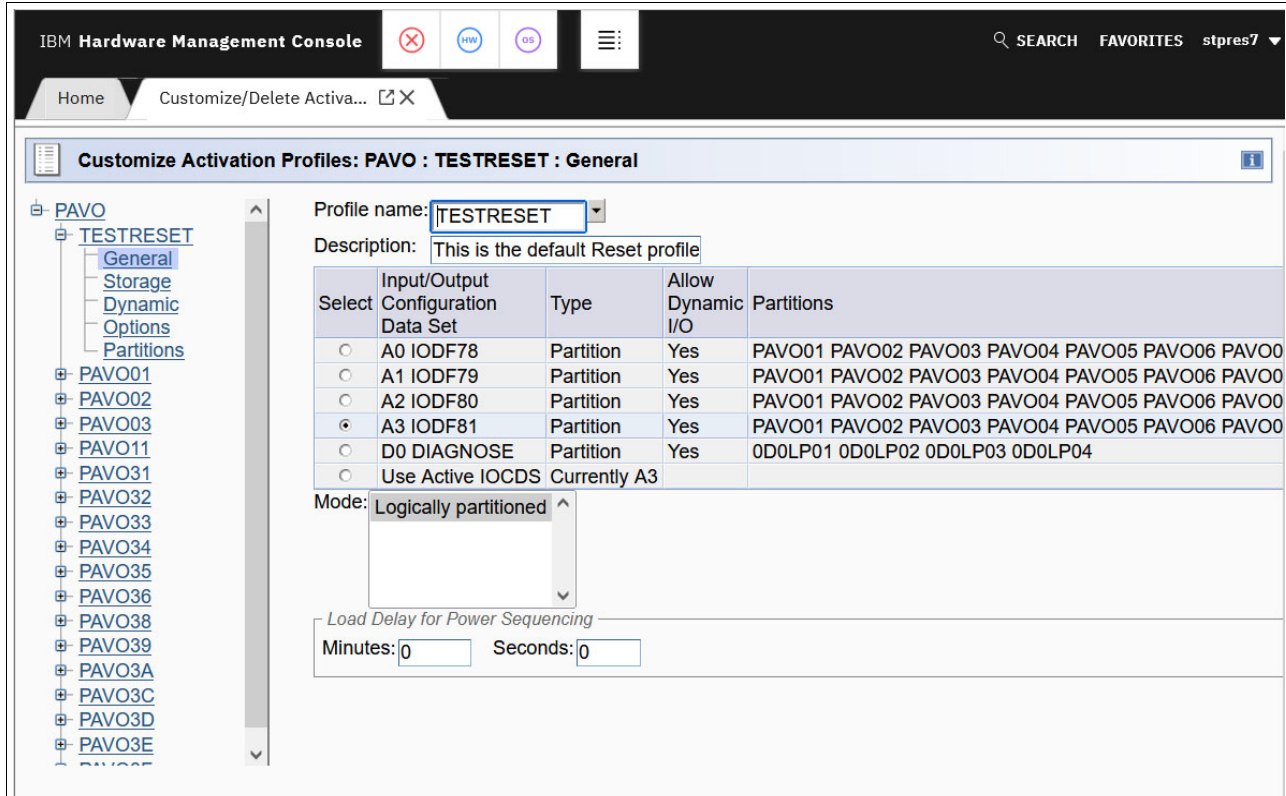 IBM Hardware Management Console HW OS SEARCH FAVORITES stpres7
Home Customize/Delete Activa...
Customize Activation Profiles: PAVO : TESTRESET : General
PAVO
TESTRESET
General
Storage
Dynamic
Options
Partitions
PAVO01
PAVO02
PAVO03
PAVO11
PAVO31
PAVO32
PAVO33
PAVO34
PAVO35
PAVO36
PAVO38
PAVO39
PAVO3A
PAVO3C
PAVO3D
PAVO3E
Profile name: TESTRESET
Description: This is the default Reset profile
Select Input/Output Configuration Data Set Type Allow Dynamic I/O Partitions
A0 IODF78 Partition Yes PAVO01 PAVO02 PAVO03 PAVO04 PAVO05 PAVO06 PAVO0
A1 IODF79 Partition Yes PAVO01 PAVO02 PAVO03 PAVO04 PAVO05 PAVO06 PAVO0
A2 IODF80 Partition Yes PAVO01 PAVO02 PAVO03 PAVO04 PAVO05 PAVO06 PAVO0
A3 IODF81 Partition Yes PAVO01 PAVO02 PAVO03 PAVO04 PAVO05 PAVO06 PAVO0
D0 DIAGNOSE Partition Yes 0D0LP01 0D0LP02 0D0LP03 0D0LP04
Use Active IOCDS Currently A3
Mode: Logically partitioned
Load Delay for Power Sequencing
Minutes: 0 Seconds: 0